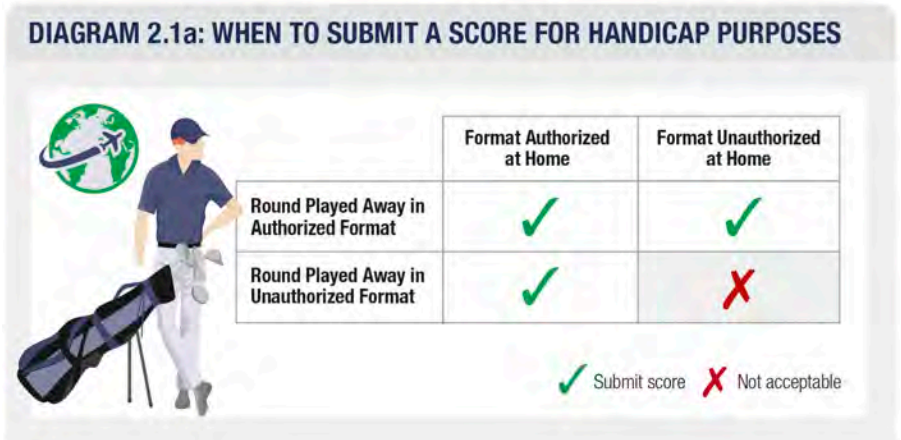 DIAGRAM 2.1a: WHEN TO SUBMIT A SCORE FOR HANDICAP PURPOSES
Format Authorized
at Home
Format Unauthorized
at Home
Round Played Away in
Authorized Format
Round Played Away in
Unauthorized Format
Submit score
Not acceptable